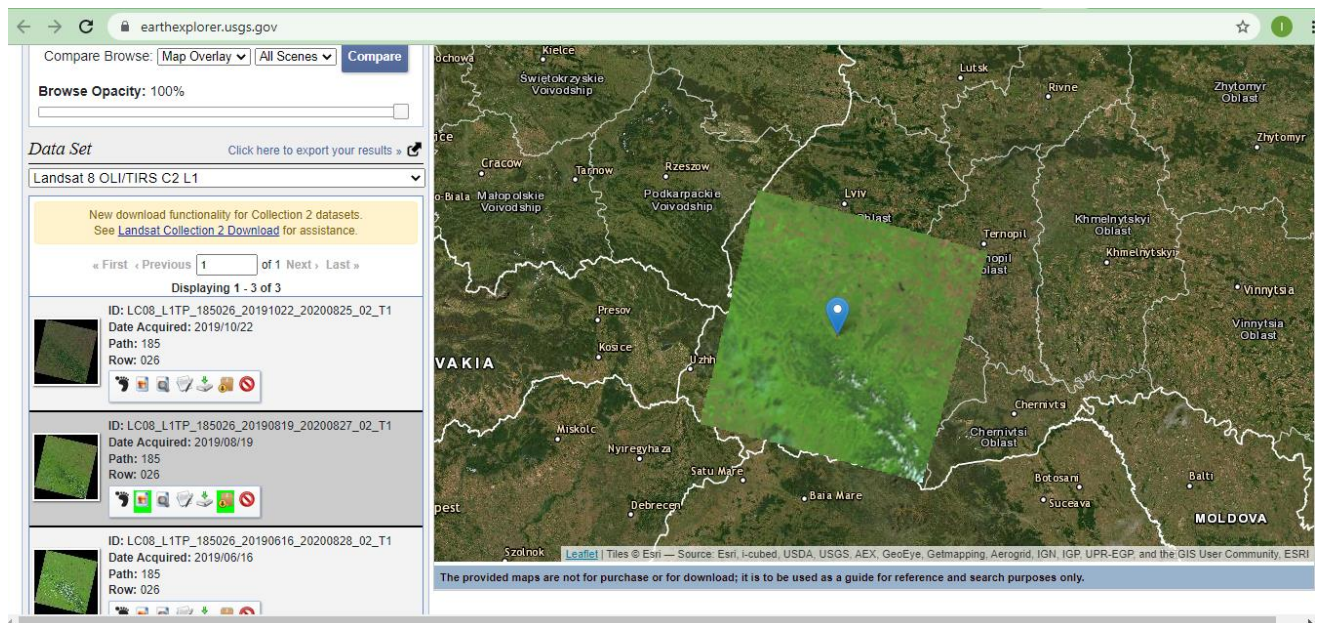 earthexplorer.usgs.gov
I
Compare Browse: Map Overlay All Scenes Compare
Browse Opacity: 100%
Data Set
Click here to export your results »
Landsat 8 OLI/TIRS C2 L1
New download functionality for Collection 2 datasets.
See Landsat Collection 2 Download for assistance.
« First ‹ Previous 1 of 1 Next › Last »
Displaying 1 - 3 of 3
ID: LC08_L1TP_185026_20191022_20200825_02_T1
Date Acquired: 2019/10/22
Path: 185
Row: 026
ID: LC08_L1TP_185026_20190819_20200827_02_T1
Date Acquired: 2019/08/19
Path: 185
Row: 026
ID: LC08_L1TP_185026_20190616_20200828_02_T1
Date Acquired: 2019/06/16
Path: 185
Row: 026
ochowa
Kielce
Świętokrzyskie
Voivodship
Lutsk
Rivne
Zhytomyr
Oblast
Zhytomyr
ice
Cracow
Tarnow
Rzeszow
o-Biala
Małopolskie
Voivodship
Podkarpackie
Voivodship
Lviv
blast
Ternopil
nopil
blast
Khmelnytskyi
Oblast
Khmelnytskyi
Vinnytsia
Vinnytsia
Oblast
Presov
Kosice
Uzhh
VAKIA
Miskolc
Nyiregyhaza
Satu Mare
Debrecen
Baia Mare
pest
Szolnok
Chernivtsi
Chernivtsi
Oblast
Botosani
Suceava
Balti
MOLDOVA
Leaflet | Tiles © Esri — Source: Esri, i-cubed, USDA, USGS, AEX, GeoEye, Getmapping, Aerogrid, IGN, IGP, UPR-EGP, and the GIS User Community, ESRI
The provided maps are not for purchase or for download; it is to be used as a guide for reference and search purposes only.